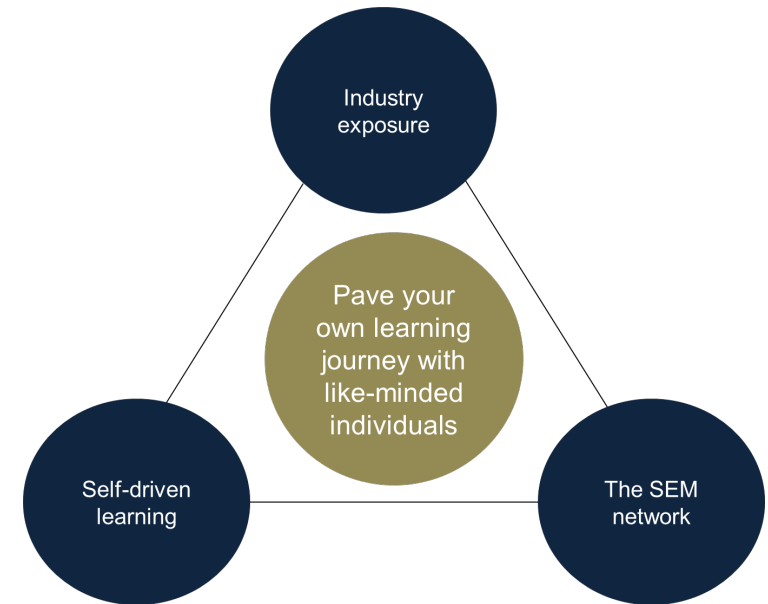 Industry
exposure
Pave your
own learning
journey with
like-minded
individuals
Self-driven
learning
The SEM
network